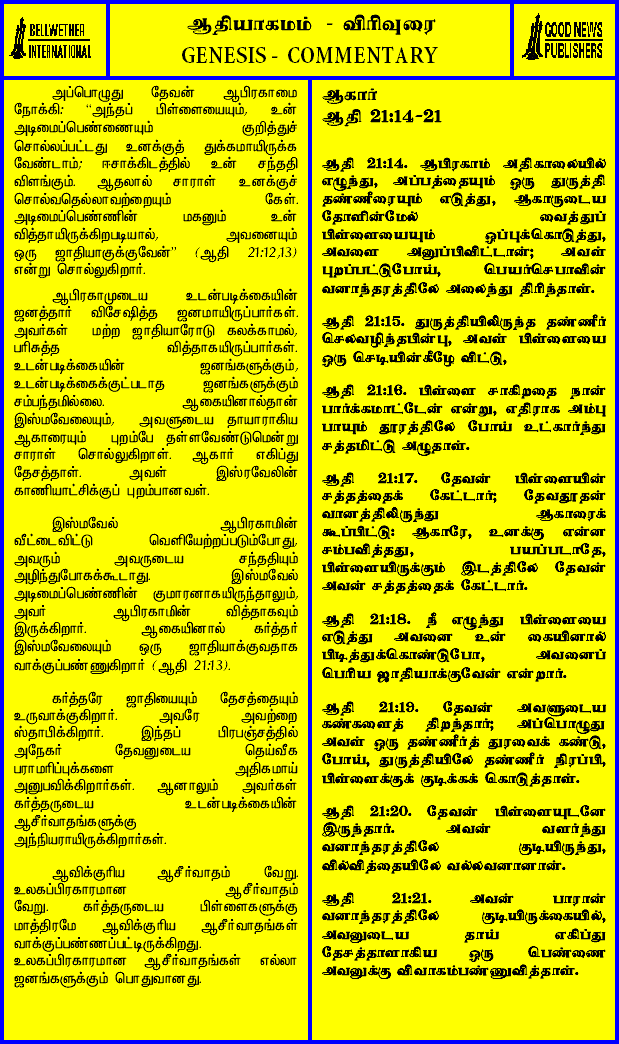 BELLWETHER
INTERNATIONAL
ஆதியாகமம் - விரிவுரை
GENESIS - COMMENTARY
GOOD NEWS
PUBLISHERS
அப்பொழுது தேவன் ஆபிரகாமை
நோக்கி: “அந்தப் பிள்ளையையும், உன்
அடிமைப்பெண்ணையும் குறித்துச்
சொல்லப்பட்டது உனக்குத் துக்கமாயிருக்க
வேண்டாம்; ஈசாக்கிடத்தில் உன் சந்ததி
விளங்கும். ஆதலால் சாராள் உனக்குச்
சொல்வதெல்லாவற்றையும் கேள்.
அடிமைப்பெண்ணின் மகனும் உன்
வித்தாயிருக்கிறபடியால், அவனையும்
ஒரு ஜாதியாகுக்குவேன்” (ஆதி 21:12,13)
என்று சொல்லுகிறார்.
ஆபிரகாமுடைய உடன்படிக்கையின்
ஜனத்தார் விசேஷித்த ஜனமாயிருப்பார்கள்.
அவர்கள் மற்ற ஜாதியாரோடு கலக்காமல்,
பரிசுத்த வித்தாகயிருப்பார்கள்.
உடன்படிக்கையின் ஜனங்களுக்கும்,
உடன்படிக்கைக்குட்படாத ஜனங்களுக்கும்
சம்பந்தமில்லை. ஆகையினால்தான்
இஸ்மவேலையும், அவளுடைய தாயாராகிய
ஆகாரையும் புறம்பே தள்ளவேண்டுமென்று
சாராள் சொல்லுகிறாள். ஆகார் எகிப்து
தேசத்தாள். அவள் இஸ்ரவேலின்
காணியாட்சிக்குப் புறம்பானவள்.
இஸ்மவேல் ஆபிரகாமின்
வீட்டைவிட்டு வெளியேற்றப்படும்போது,
அவரும் அவருடைய சந்ததியும்
அழிந்துபோகக்கூடாது. இஸ்மவேல்
அடிமைப்பெண்ணின் குமாரனாகயிருந்தாலும்,
அவர் ஆபிரகாமின் வித்தாகவும்
இருக்கிறார். ஆகையினால் கர்த்தர்
இஸ்மவேலையும் ஒரு ஜாதியாக்குவதாக
வாக்குப்பண்ணுகிறார் (ஆதி 21:13).
கர்த்தரே ஜாதியையும் தேசத்தையும்
உருவாக்குகிறார். அவரே அவற்றை
ஸ்தாபிக்கிறார். இந்தப் பிரபஞ்சத்தில்
அநேகர் தேவனுடைய தெய்வீக
பராமரிப்புக்களை அதிகமாய்
அனுபவிக்கிறார்கள். ஆனாலும் அவர்கள்
கர்த்தருடைய உடன்படிக்கையின்
ஆசீர்வாதங்களுக்கு
அந்நியராயிருக்கிறார்கள்.
ஆவிக்குரிய ஆசீர்வாதம் வேறு.
உலகப்பிரகாரமான ஆசீர்வாதம்
வேறு. கர்த்தருடைய பிள்ளைகளுக்கு
மாத்திரமே ஆவிக்குரிய ஆசீர்வாதங்கள்
வாக்குப்பண்ணப்பட்டிருக்கிறது.
உலகப்பிரகாரமான ஆசீர்வாதங்கள் எல்லா
ஜனங்களுக்கும் பொதுவானது.
ஆகார்
ஆதி 21:14-21
ஆதி 21:14. ஆபிரகாம் அதிகாலையில்
எழுந்து, அப்பத்தையும் ஒரு துருத்தி
தண்ணீரையும் எடுத்து, ஆகாருடைய
தோளின்மேல் வைத்துப்
பிள்ளையையும் ஒப்புக்கொடுத்து,
அவளை அனுப்பிவிட்டான்; அவள்
புறப்பட்டுபோய், பெயர்செபாவின்
வனாந்தரத்திலே அலைந்து திரிந்தாள்.
ஆதி 21:15. துருத்தியிலிருந்த தண்ணீர்
செலவழிந்தபின்பு, அவள் பிள்ளையை
ஒரு செடியின்கீழே விட்டு,
ஆதி 21:16. பிள்ளை சாகிறதை நான்
பார்க்கமாட்டேன் என்று, எதிராக அம்பு
பாயும் தூரத்திலே போய் உட்கார்ந்து
சத்தமிட்டு அழுதாள்.
ஆதி 21:17. தேவன் பிள்ளையின்
சத்தத்தைக் கேட்டார்; தேவதூதன்
வானத்திலிருந்து ஆகாரைக்
கூப்பிட்டு: ஆகாரே, உனக்கு என்ன
சம்பவித்தது, பயப்படாதே,
பிள்ளையிருக்கும் இடத்திலே தேவன்
அவன் சத்தத்தைக் கேட்டார்.
ஆதி 21:18. நீ எழுந்து பிள்ளையை
எடுத்து அவனை உன் கையினால்
பிடித்துக்கொண்டுபோ, அவனைப்
பெரிய ஜாதியாக்குவேன் என்றார்.
ஆதி 21:19. தேவன் அவளுடைய
கண்களைத் திறந்தார்; அப்பொழுது
அவள் ஒரு தண்ணீர்த் துரவைக் கண்டு,
போய், துருத்தியிலே தண்ணீர் நிரப்பி,
பிள்ளைக்குக் குடிக்கக் கொடுத்தாள்.
ஆதி 21:20. தேவன் பிள்ளையுடனே
இருந்தார். அவன் வளர்ந்து
வனாந்தரத்திலே குடியிருந்து,
வில்வித்தையிலே வல்லவனானான்.
ஆதி 21:21. அவன் பாரான்
வனாந்தரத்திலே குடியிருக்கையில்,
அவனுடைய தாய் எகிப்து
தேசத்தாளாகிய ஒரு பெண்ணை
அவனுக்கு விவாகம்பண்ணுவித்தாள்.